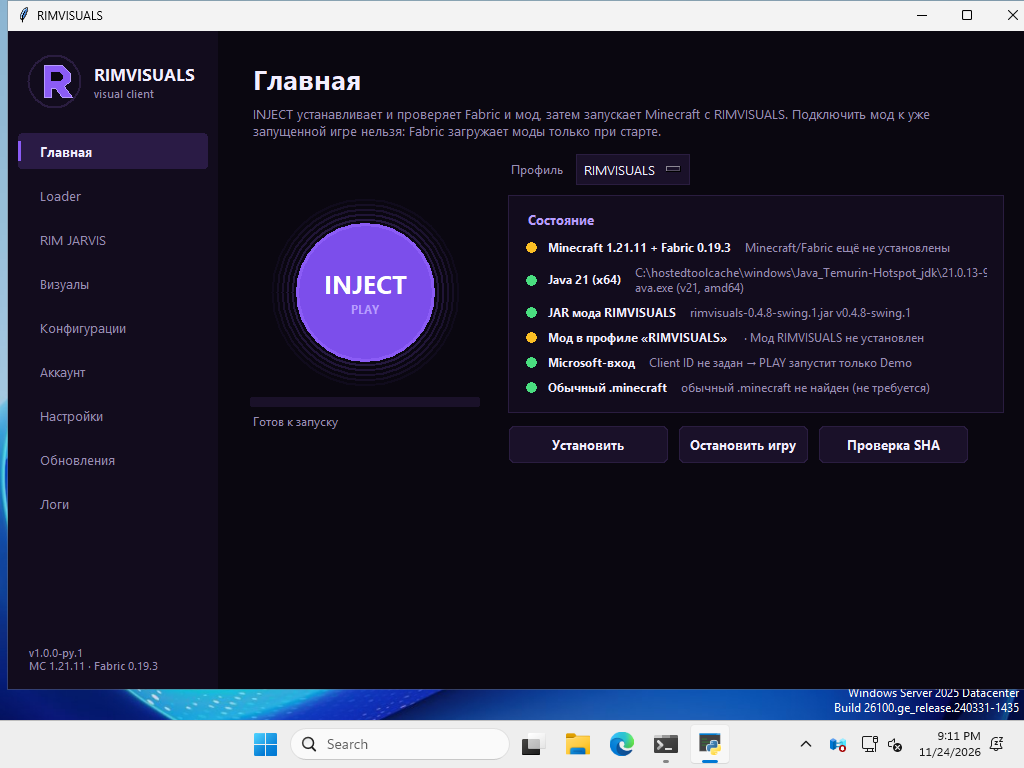 RIMVISUALS
R
RIMVISUALS
visual client
Главная
Loader
RIM JARVIS
Визуалы
Конфигурации
Аккаунт
Настройки
Обновления
Логи
v1.0.0-py.1
MC 1.21.11 · Fabric 0.19.3
Главная
INJECT устанавливает и проверяет Fabric и мод, затем запускает Minecraft с RIMVISUALS. Подключить мод к уже
запущенной игре нельзя: Fabric загружает моды только при старте.
Профиль
RIMVISUALS
INJECT
PLAY
Готов к запуску
Состояние
Minecraft 1.21.11 + Fabric 0.19.3 Minecraft/Fabric ещё не установлены
Java 21 (x64) C:\hostedtoolcache\windows\Java_Temurin-Hotspot_jdk\21.0.13-9
ava.exe (v21, amd64)
JAR мода RIMVISUALS rimvisuals-0.4.8-swing.1.jar v0.4.8-swing.1
Мод в профиле «RIMVISUALS» · Мод RIMVISUALS не установлен
Microsoft-вход Client ID не задан → PLAY запустит только Demo
Обычный .minecraft обычный .minecraft не найден (не требуется)
Установить
Остановить игру
Проверка SHA
Windows Server 2025 Datacenter
Build 26100.ge_release.240331-1435
Search
9:11 PM
11/24/2026